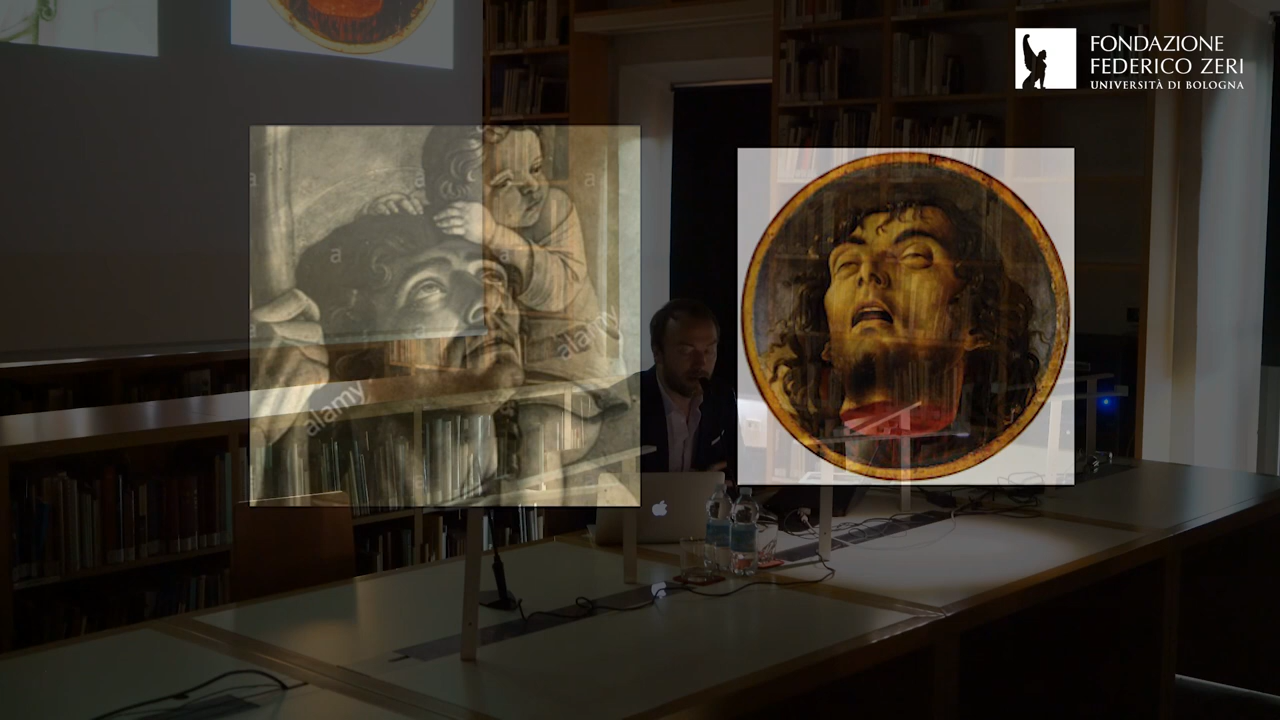 FONDAZIONE
FEDERICO ZERI
UNIVERSITÀ DI BOLOGNA
a
a
a
a
a
alamy
alamy